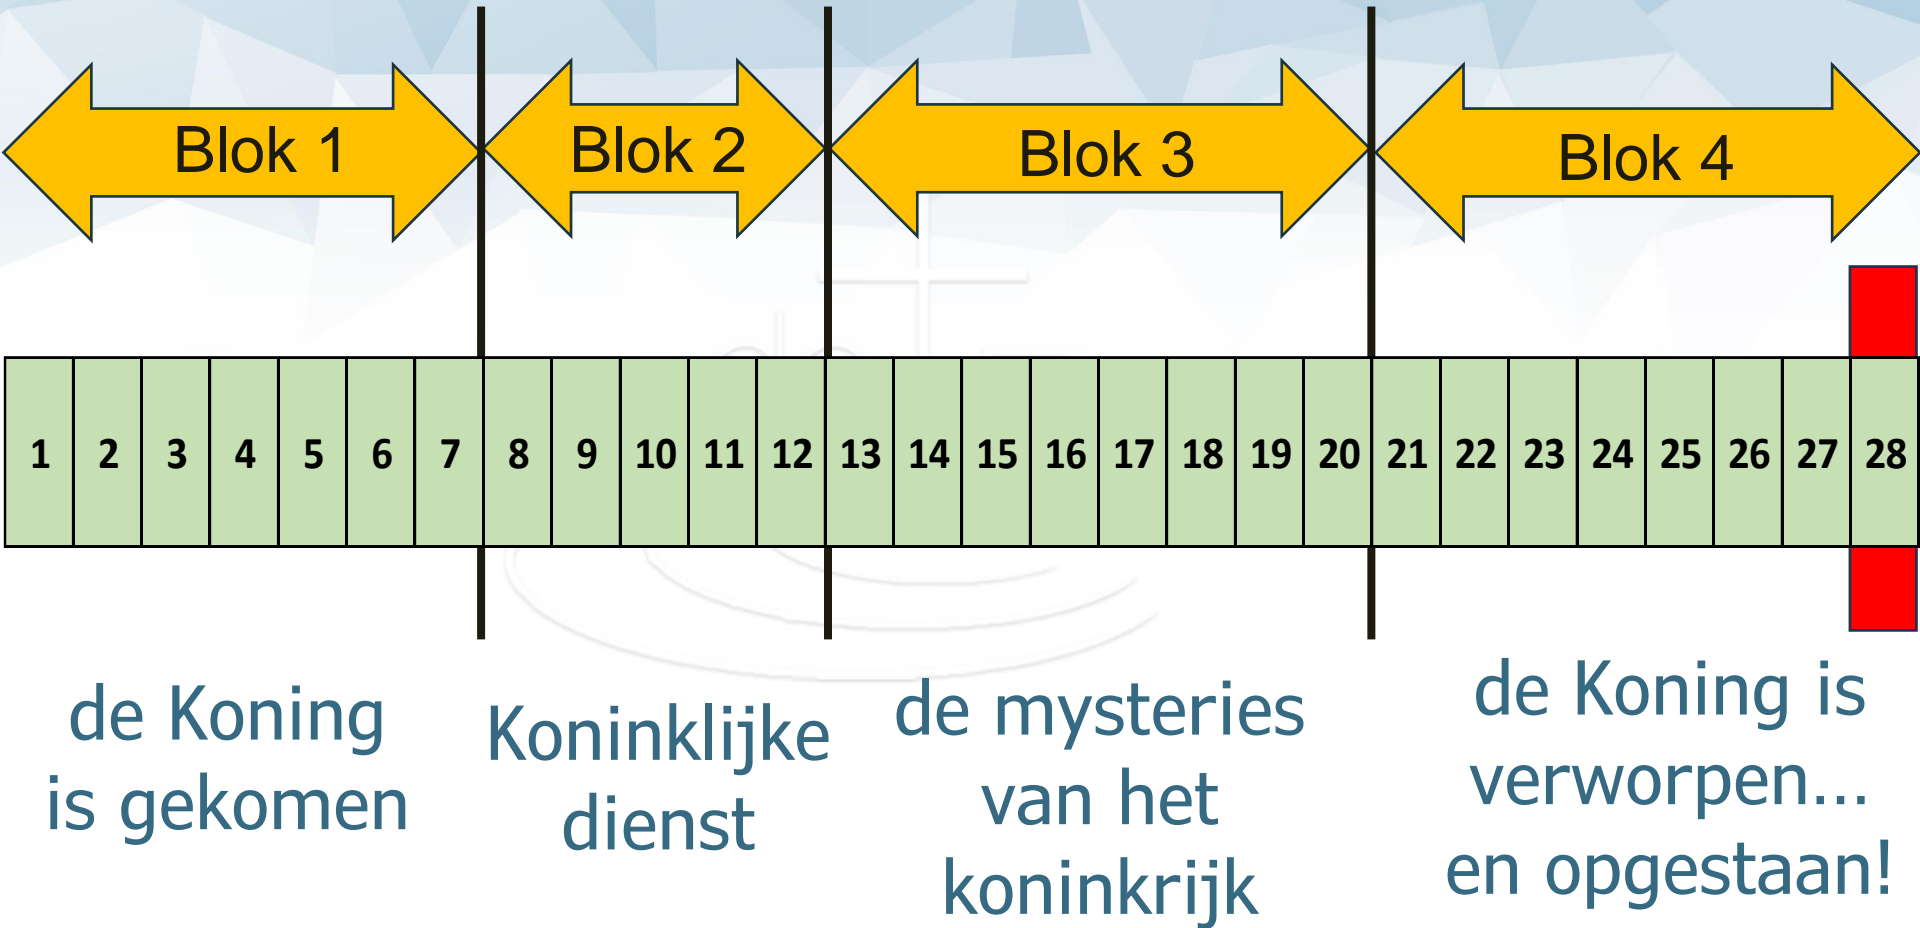 Blok 1 Blok 2 Blok 3 Blok 4
1 2 3 4 5 6 7 8 9 10 11 12 13 14 15 16 17 18 19 20 21 22 23 24 25 26 27 28
de Koning
is gekomen
Koninklijke
dienst
de mysteries
van het
koninkrijk
de Koning is
verworpen...
en opgestaan!